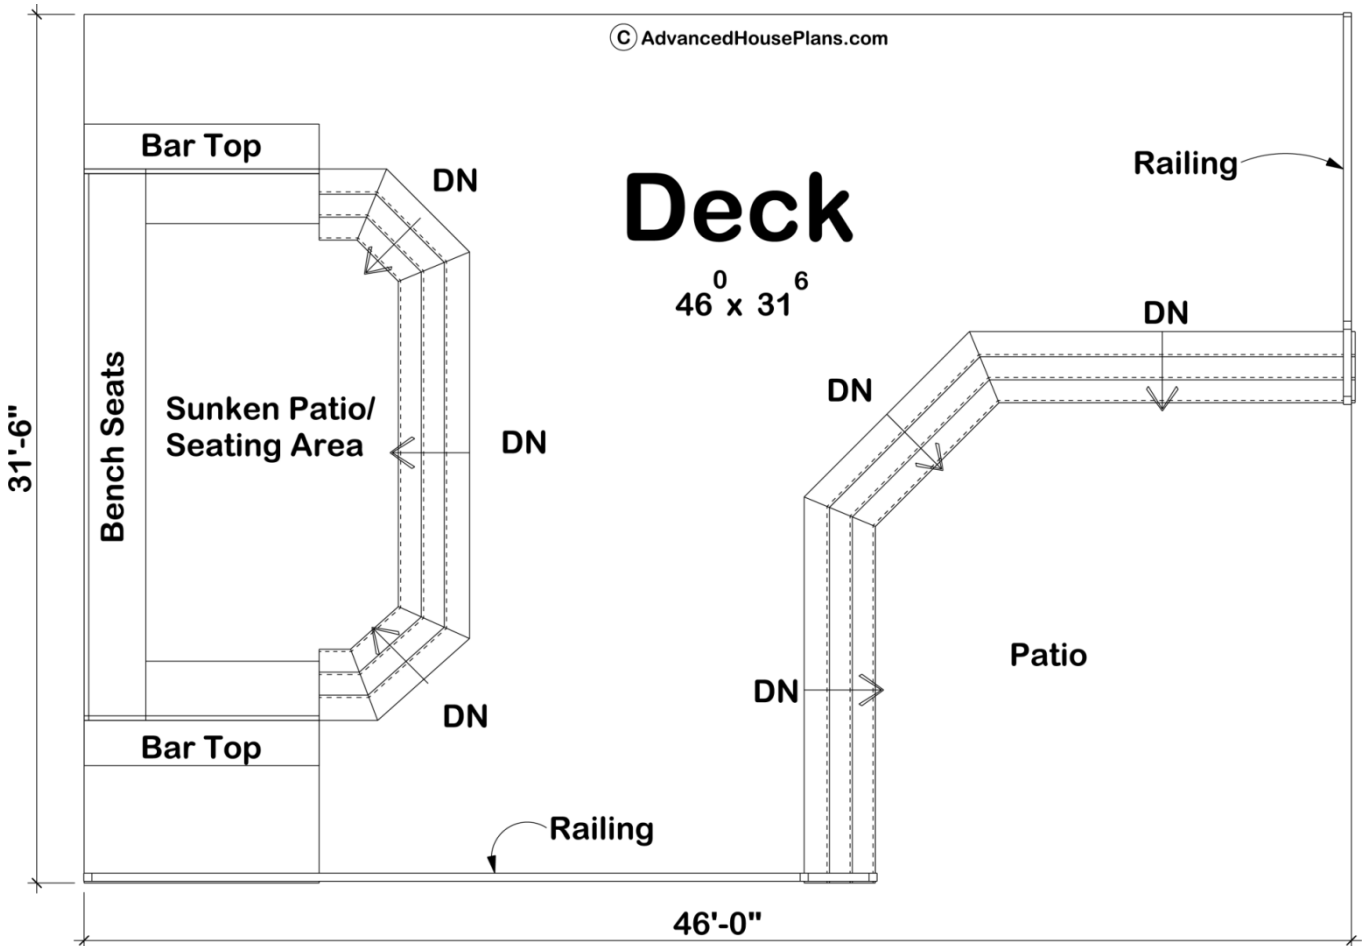 © AdvancedHousePlans.com
Bar Top
DN
Railing
Deck
46⁰ x 31⁶
DN
DN
Bench Seats
Sunken Patio/
Seating Area
DN
31'-6"
Patio
DN
DN
Bar Top
Railing
46'-0"